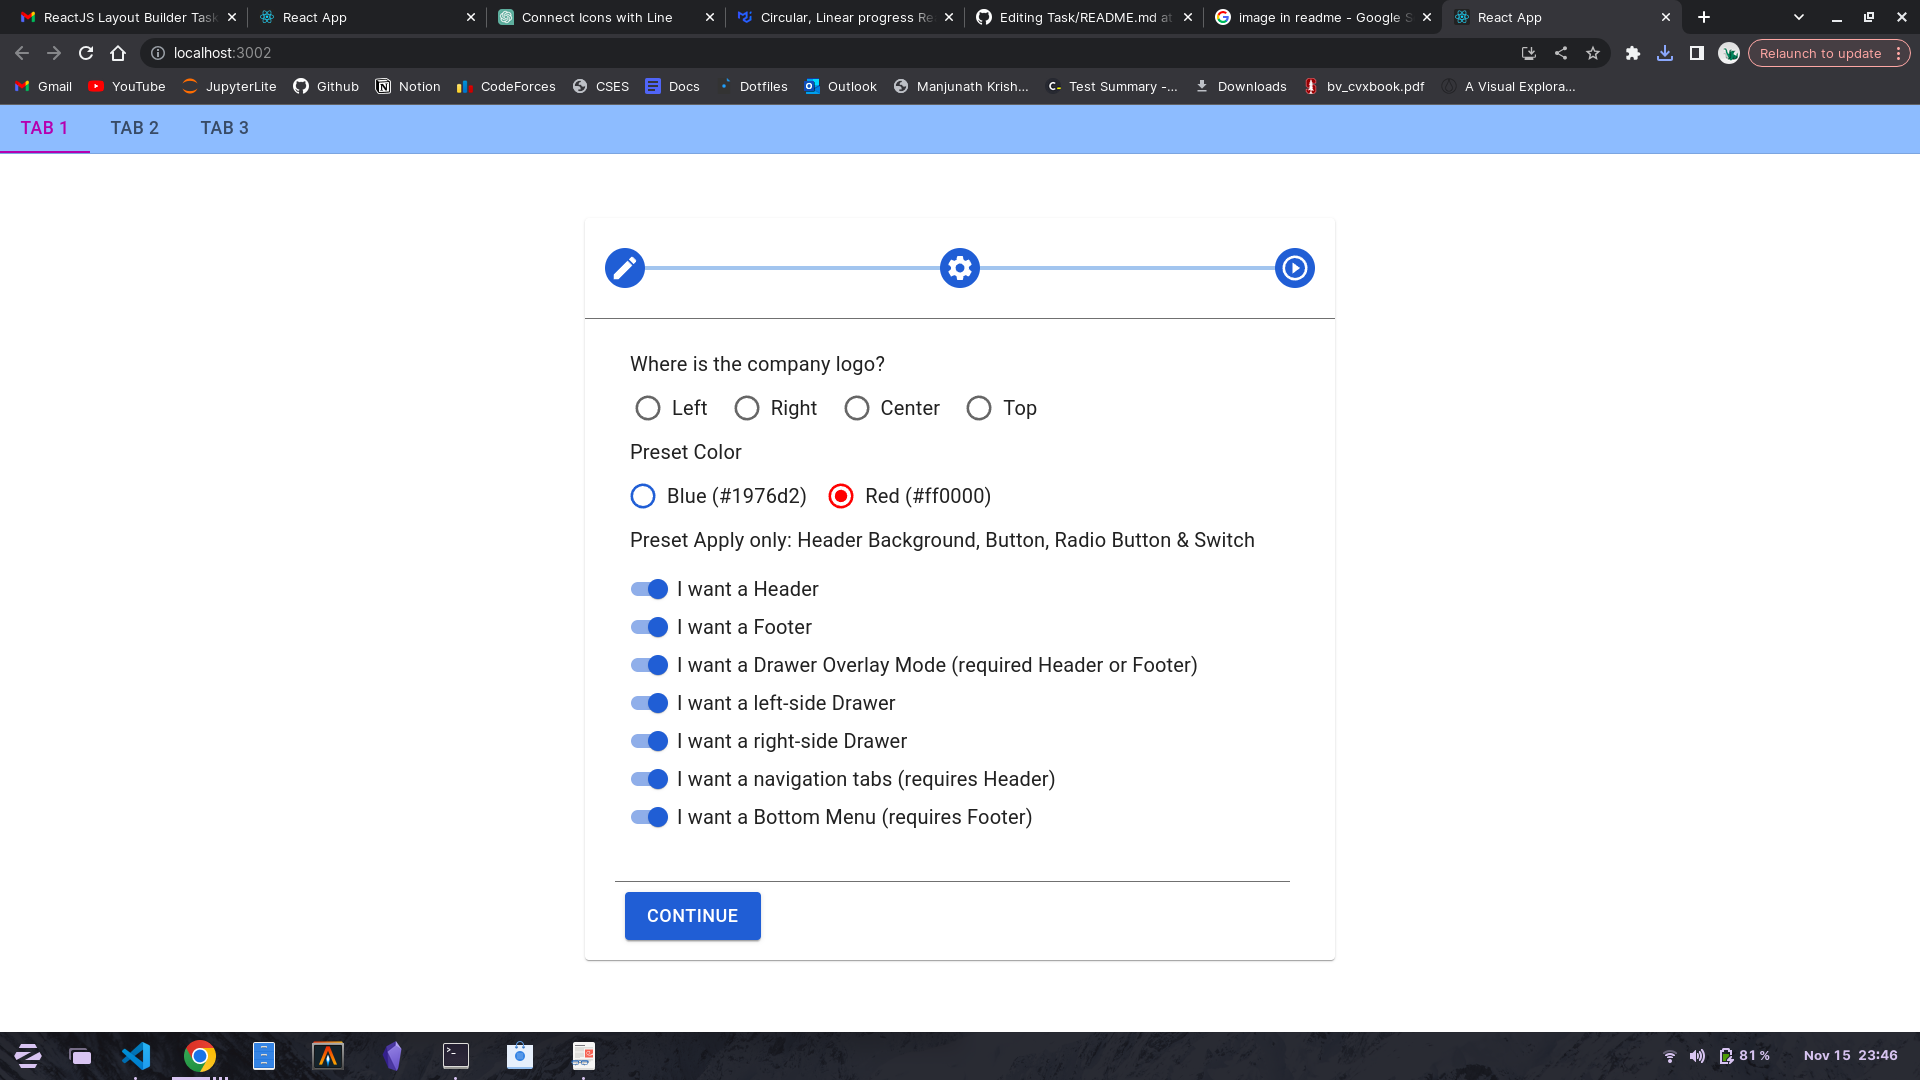 ReactJS Layout Builder Task
React App
Connect Icons with Line
Circular, Linear progress Re
Editing Task/README.md at
image in readme - Google S
React App
localhost:3002
Relaunch to update
Gmail
YouTube
JupyterLite
Github
Notion
CodeForces
CSES
Docs
Dotfiles
Outlook
Manjunath Krish...
Test Summary -...
Downloads
bv_cvxbook.pdf
A Visual Explora...
TAB 1
TAB 2
TAB 3
Where is the company logo?
Left
Right
Center
Top
Preset Color
Blue (#1976d2)
Red (#ff0000)
Preset Apply only: Header Background, Button, Radio Button & Switch
I want a Header
I want a Footer
I want a Drawer Overlay Mode (required Header or Footer)
I want a left-side Drawer
I want a right-side Drawer
I want a navigation tabs (requires Header)
I want a Bottom Menu (requires Footer)
CONTINUE
81%
Nov 15 23:46